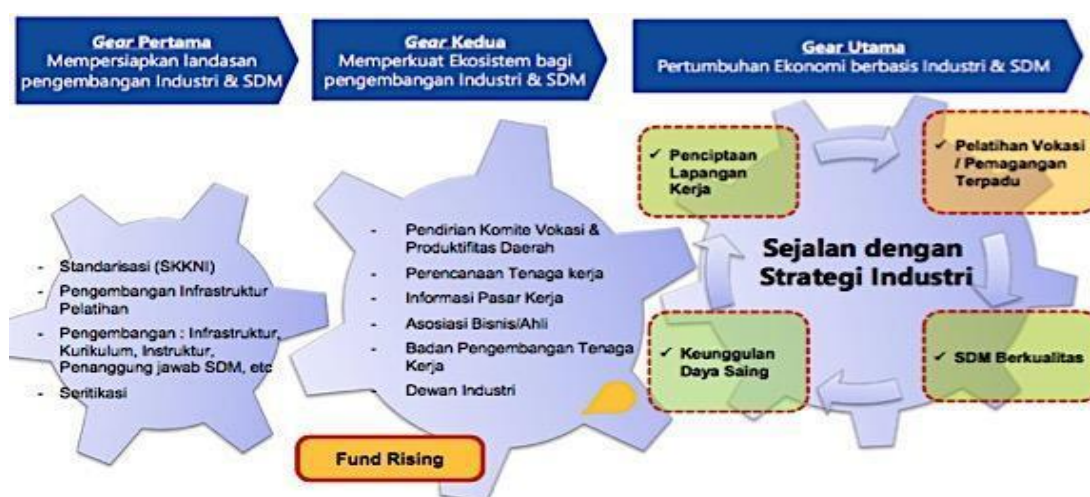 Gear Pertama
Mempersiapkan landasan
pengembangan Industri & SDM
Gear Kedua
Memperkuat Ekosistem bagi
pengembangan Industri & SDM
Gear Utama
Pertumbuhan Ekonomi berbasis Industri & SDM
- Standarisasi (SKKNI)
- Pengembangan Infrastruktur
Pelatihan
- Pengembangan : Infrastruktur,
Kurikulum, Instruktur,
Penanggung jawab SDM, etc
- Seritikasi
- Pendirian Komite Vokasi &
Produktifitas Daerah
- Perencanaan Tenaga kerja
- Informasi Pasar Kerja
- Asosiasi Bisnis/Ahli
- Badan Pengembangan Tenaga
Kerja
- Dewan Industri
Fund Rising
✓ Penciptaan
Lapangan
Kerja
✓ Pelatihan Vokasi
/ Pemagangan
Terpadu
Sejalan dengan
Strategi Industri
✓ Keunggulan
Daya Saing
✓ SDM Berkualitas